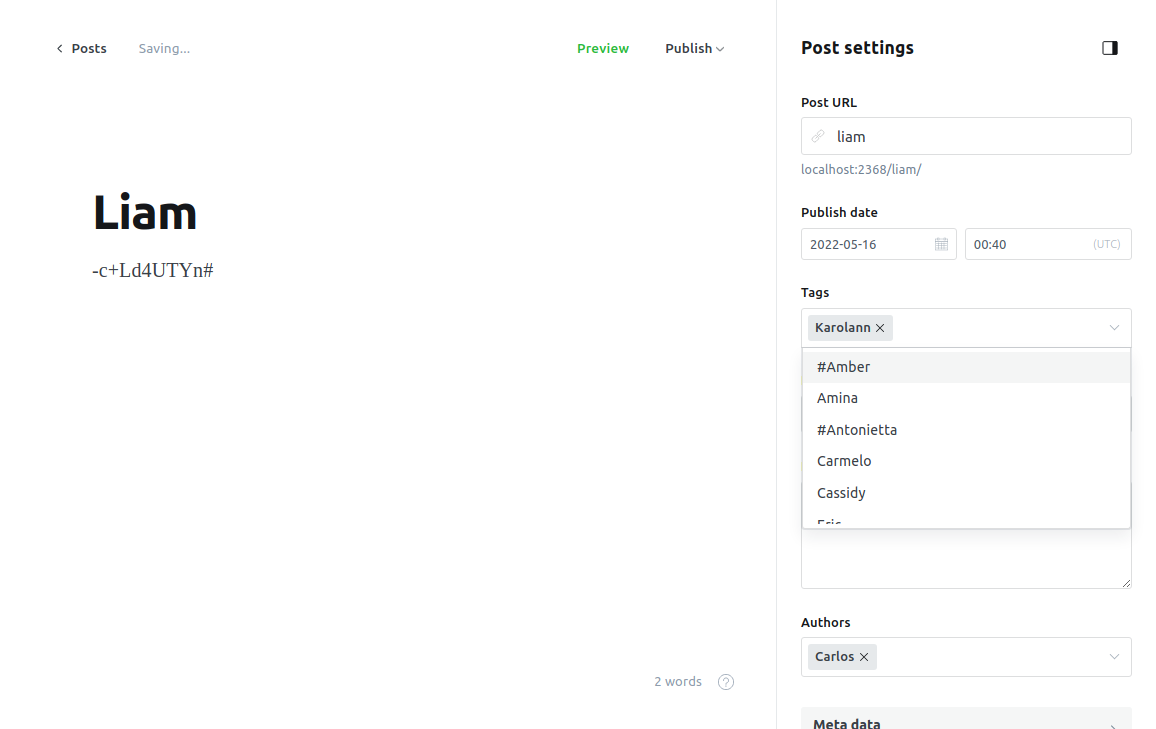 Posts
Saving...
Preview
Publish
Liam
-c+Ld4UTYn#
2 words
?
Post settings
Post URL
liam
localhost:2368/liam/
Publish date
2022-05-16
00:40
(UTC)
Tags
Karolann
#Amber
Amina
#Antonietta
Carmelo
Cassidy
Authors
Carlos
Meta data